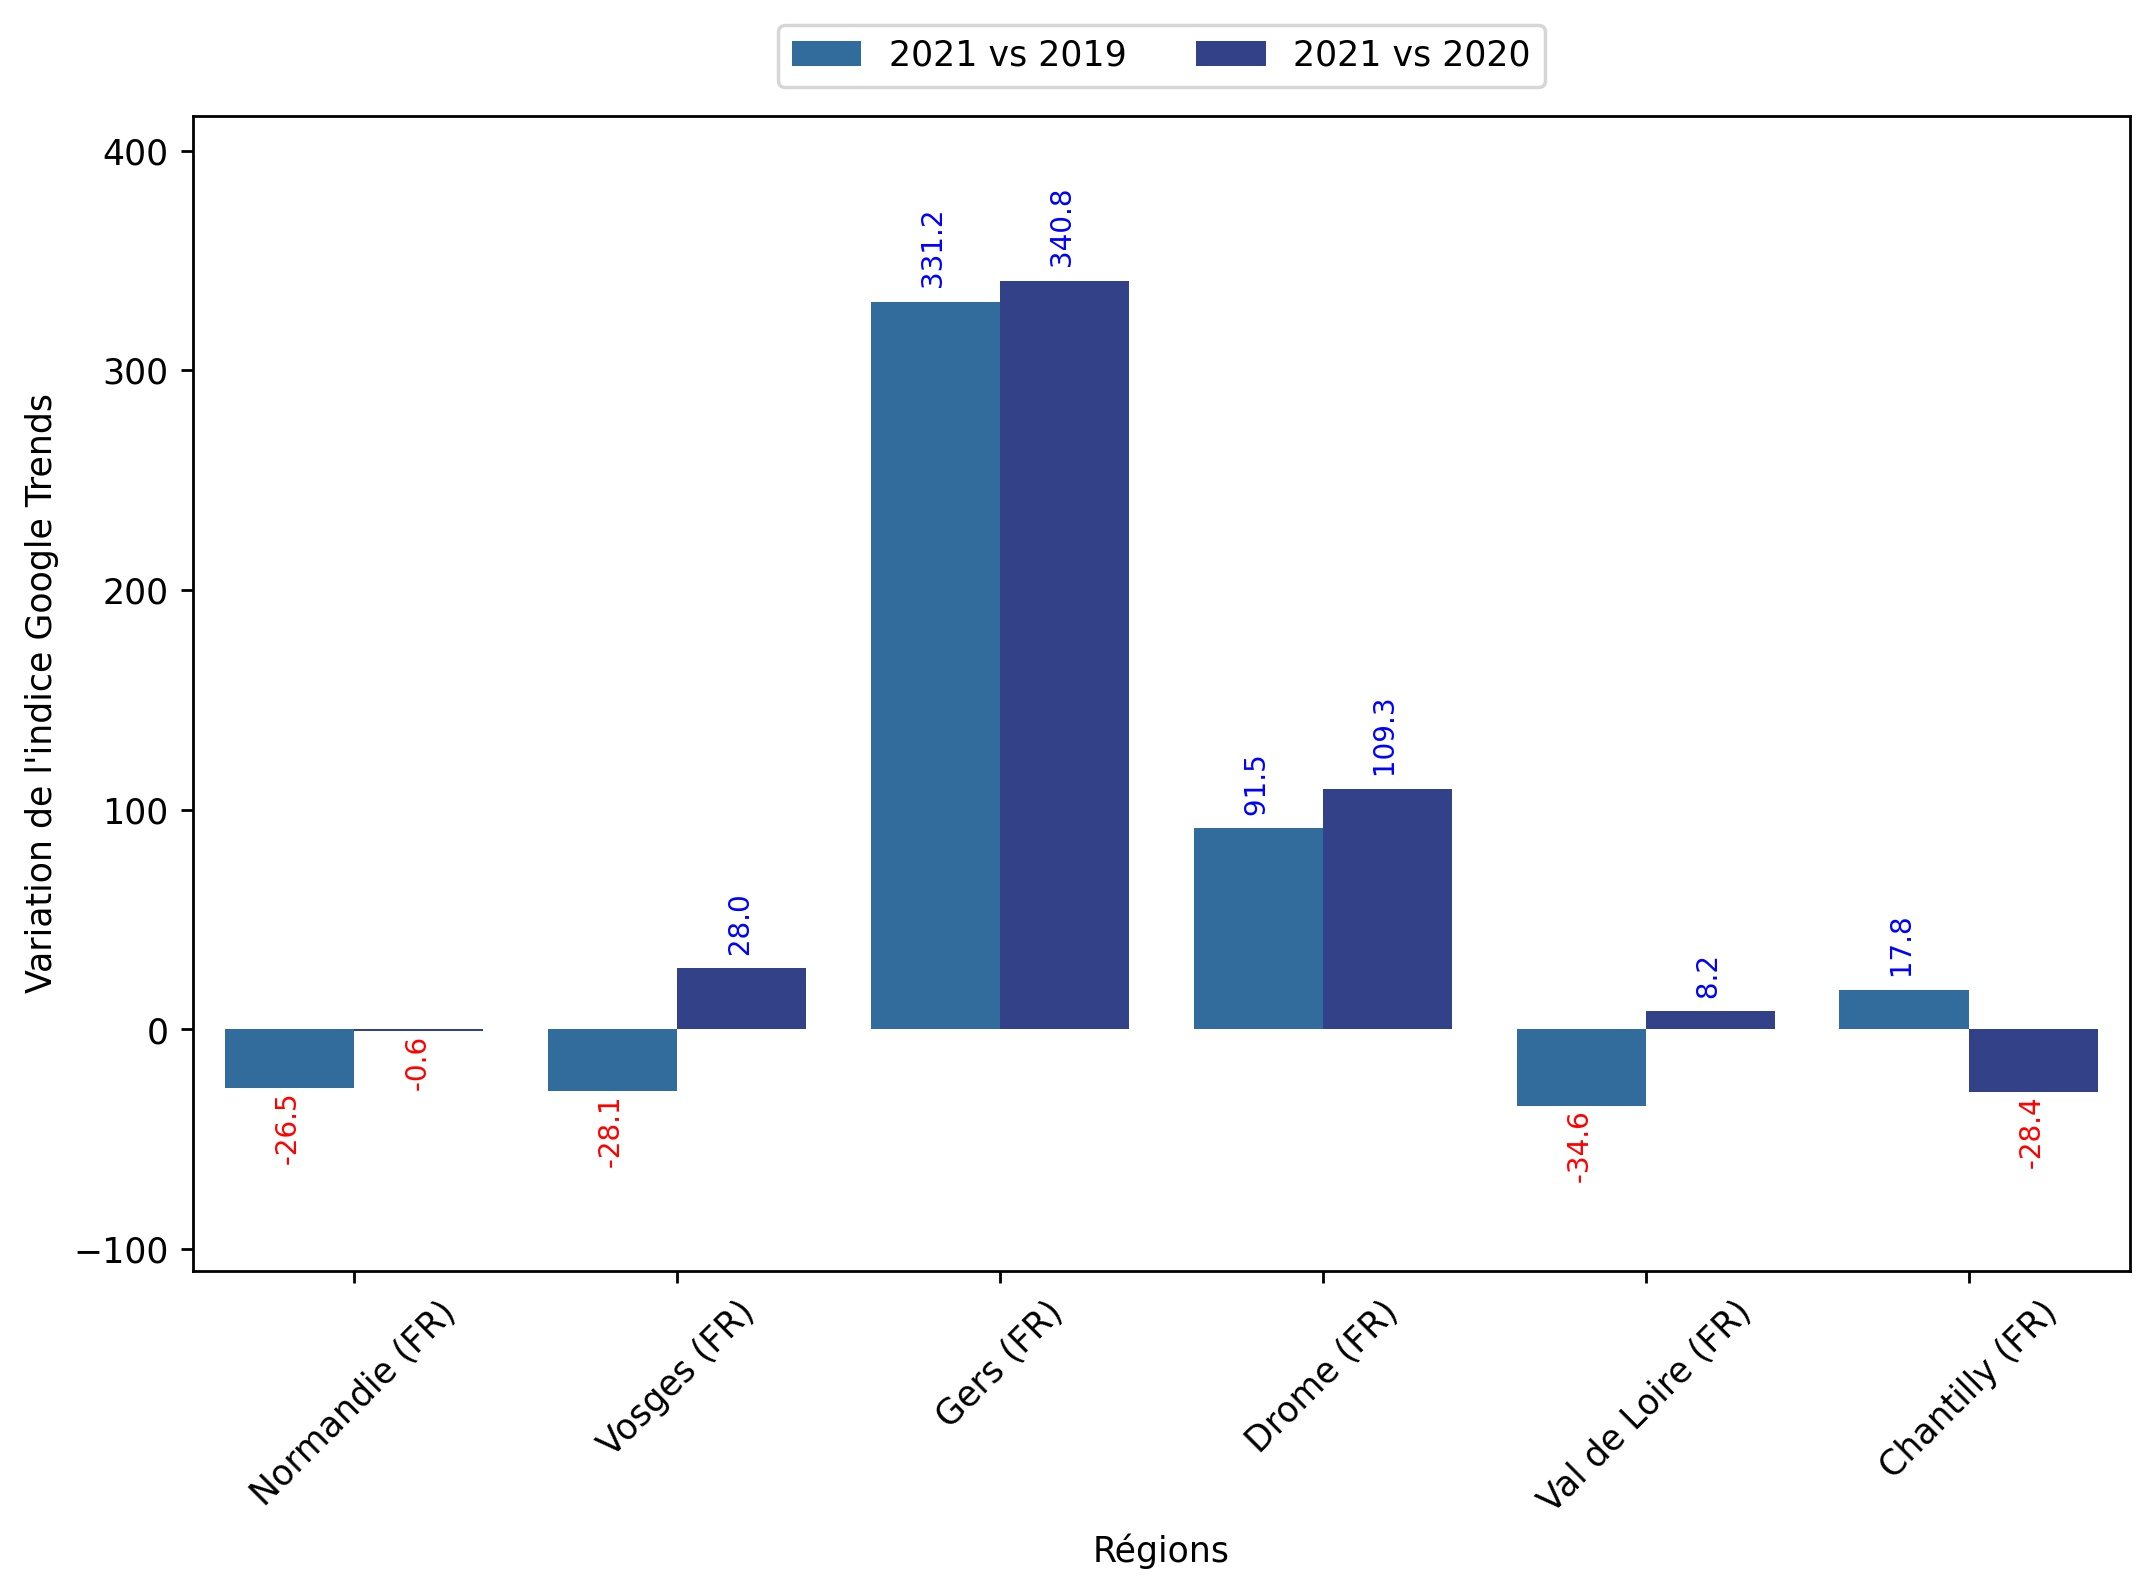 2021 vs 2019
2021 vs 2020
Variation de l'indice Google Trends
400
300
200
100
0
−100
-26.5
-0.6
-28.1
28.0
331.2
340.8
91.5
109.3
-34.6
8.2
17.8
-28.4
Normandie (FR)
Vosges (FR)
Gers (FR)
Drome (FR)
Val de Loire (FR)
Chantilly (FR)
Régions